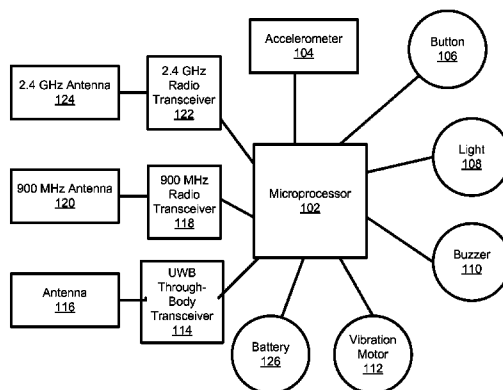 Accelerometer
104
Button
106
2.4 GHz Antenna
124
2.4 GHz
Radio
Transceiver
122
Light
108
900 MHz Antenna
120
900 MHz
Radio
Transceiver
118
Microprocessor
102
Buzzer
110
Antenna
116
UWB
Through-
Body
Transceiver
114
Battery
126
Vibration
Motor
112